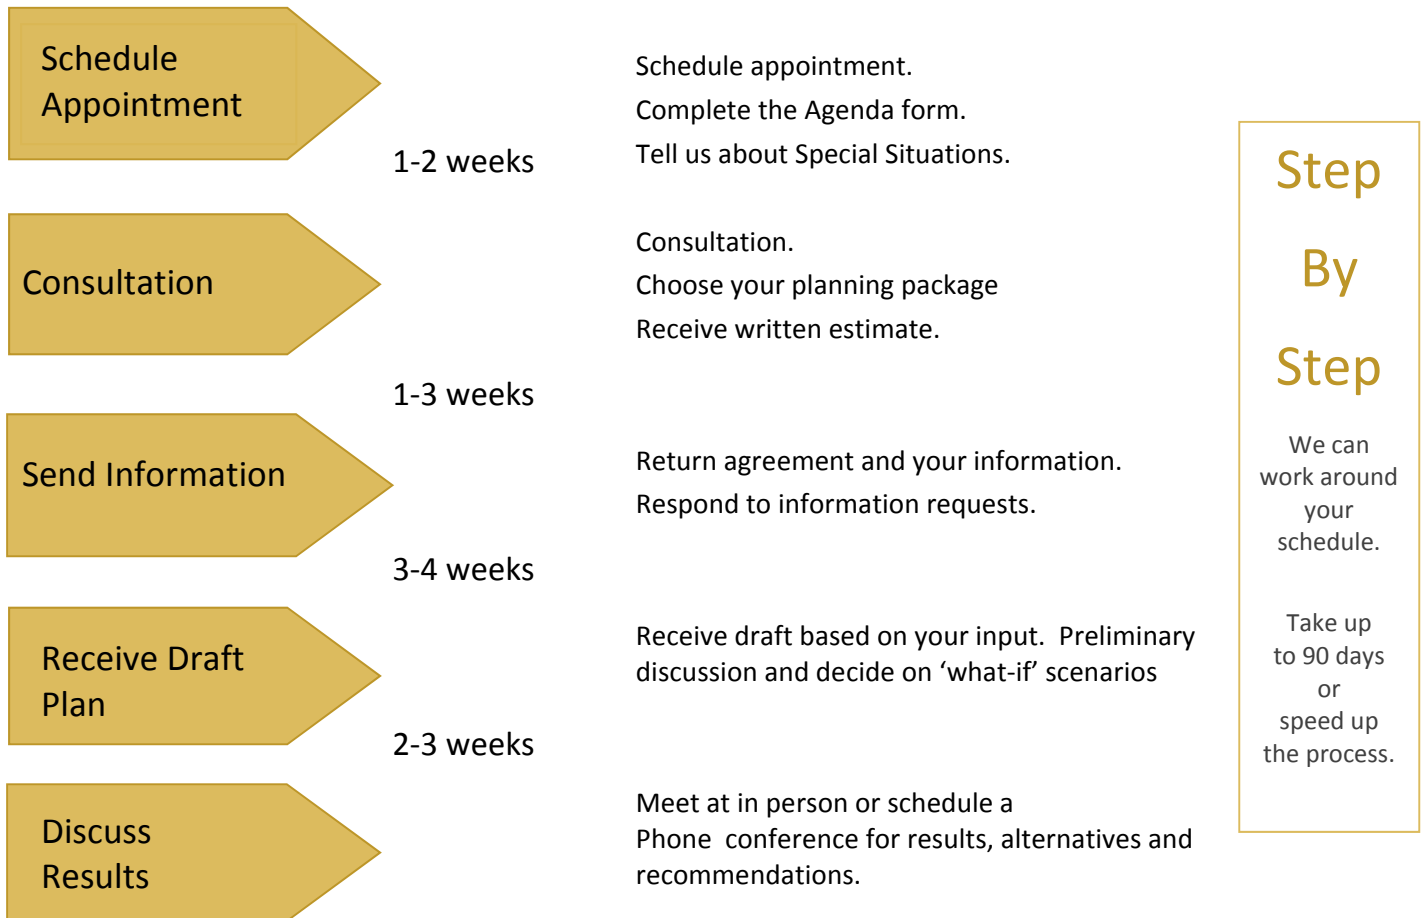 Schedule
Appointment
Schedule appointment.
Complete the Agenda form.
Tell us about Special Situations.
1-2 weeks
Consultation
Consultation.
Choose your planning package
Receive written estimate.
1-3 weeks
Send Information
Return agreement and your information.
Respond to information requests.
3-4 weeks
Receive Draft
Plan
Receive draft based on your input.  Preliminary
discussion and decide on ‘what-if’ scenarios
2-3 weeks
Discuss
Results
Meet at in person or schedule a
Phone  conference for results, alternatives and
recommendations.
Step
By
Step
We can
work around
your
schedule.
Take up
to 90 days
or
speed up
the process.